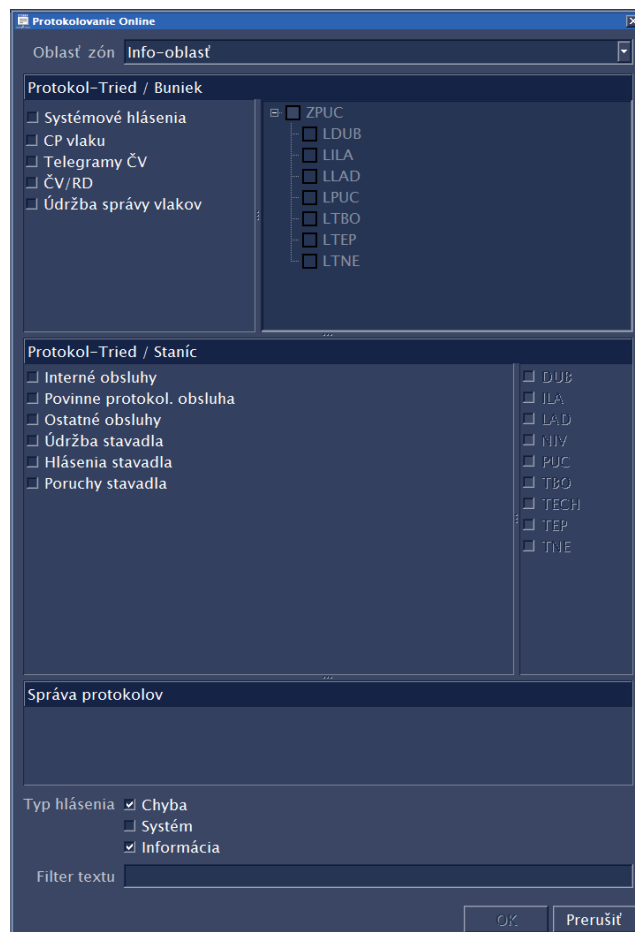 Protokolovanie Online
Oblasť zón Info-oblasť
Protokol-Tried / Buniek
Systémové hlásenia
CP vlaku
Telegramy ČV
ČV/RD
Údržba správy vlakov
ZPUC
LDUB
LILA
LLAD
LPUC
LTBO
LTEP
LTNE
Protokol-Tried / Staníc
Interné obsluhy
Povinne protokol. obsluha
Ostatné obsluhy
Údržba stavadla
Hlásenia stavadla
Poruchy stavadla
DUB
ILA
LAD
NIV
PUC
TBO
TECH
TEP
TNE
Správa protokolov
Typ hlásenia Chyba
Systém
Informácia
Filter textu
OK Prerušiť